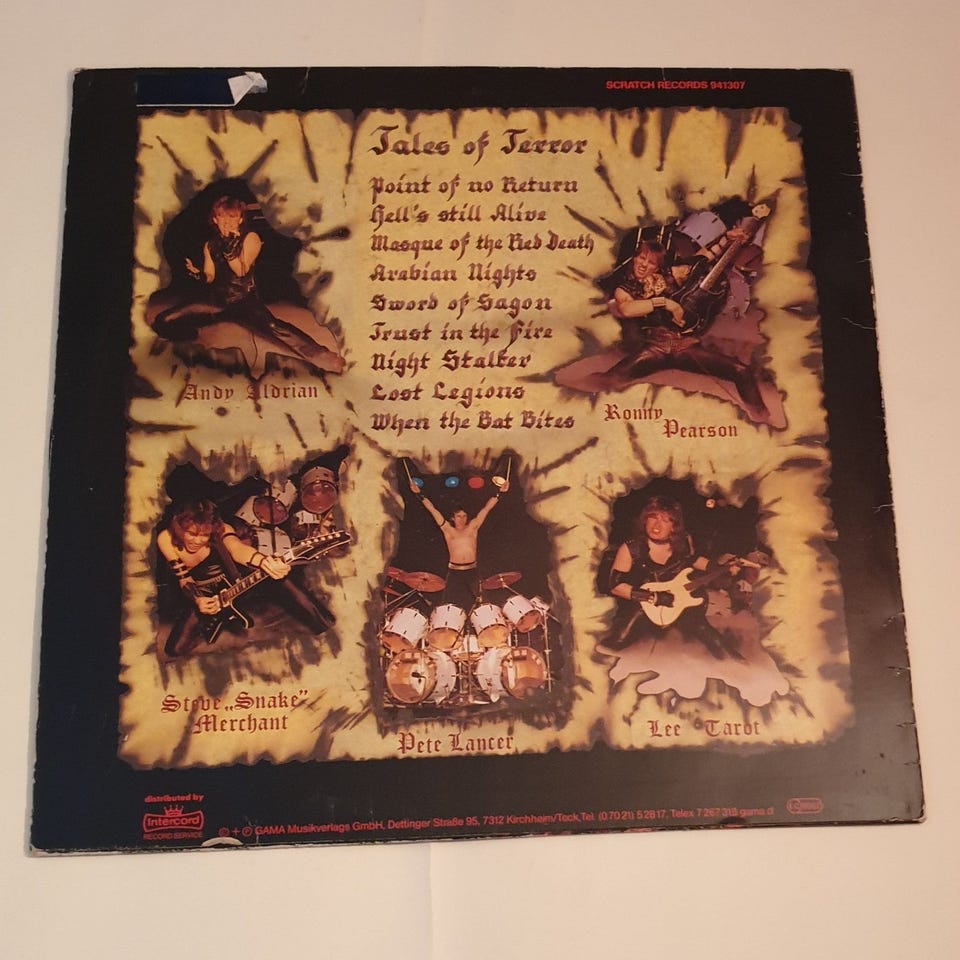 SCRATCH RECORDS 941307
Tales of Terror
Point of no Return
Hell's still Alive
Masque of the Red Death
Arabian Nights
Sword of Sagon
Trust in the Fire
Night Stalker
Lost Legions
When the Bat Bites
Andy Aldrian
Ronny
Pearson
Steve „Snake”
Merchant
Pete Lancer
Lee Tarot
distributed by
Intercord
RECORD SERVICE
© + ℗ GAMA Musikverlags GmbH, Dettinger Straße 95, 7312 Kirchheim/Teck, Tel. (0 70 21) 5 28 17, Telex 7 267 315 gama d